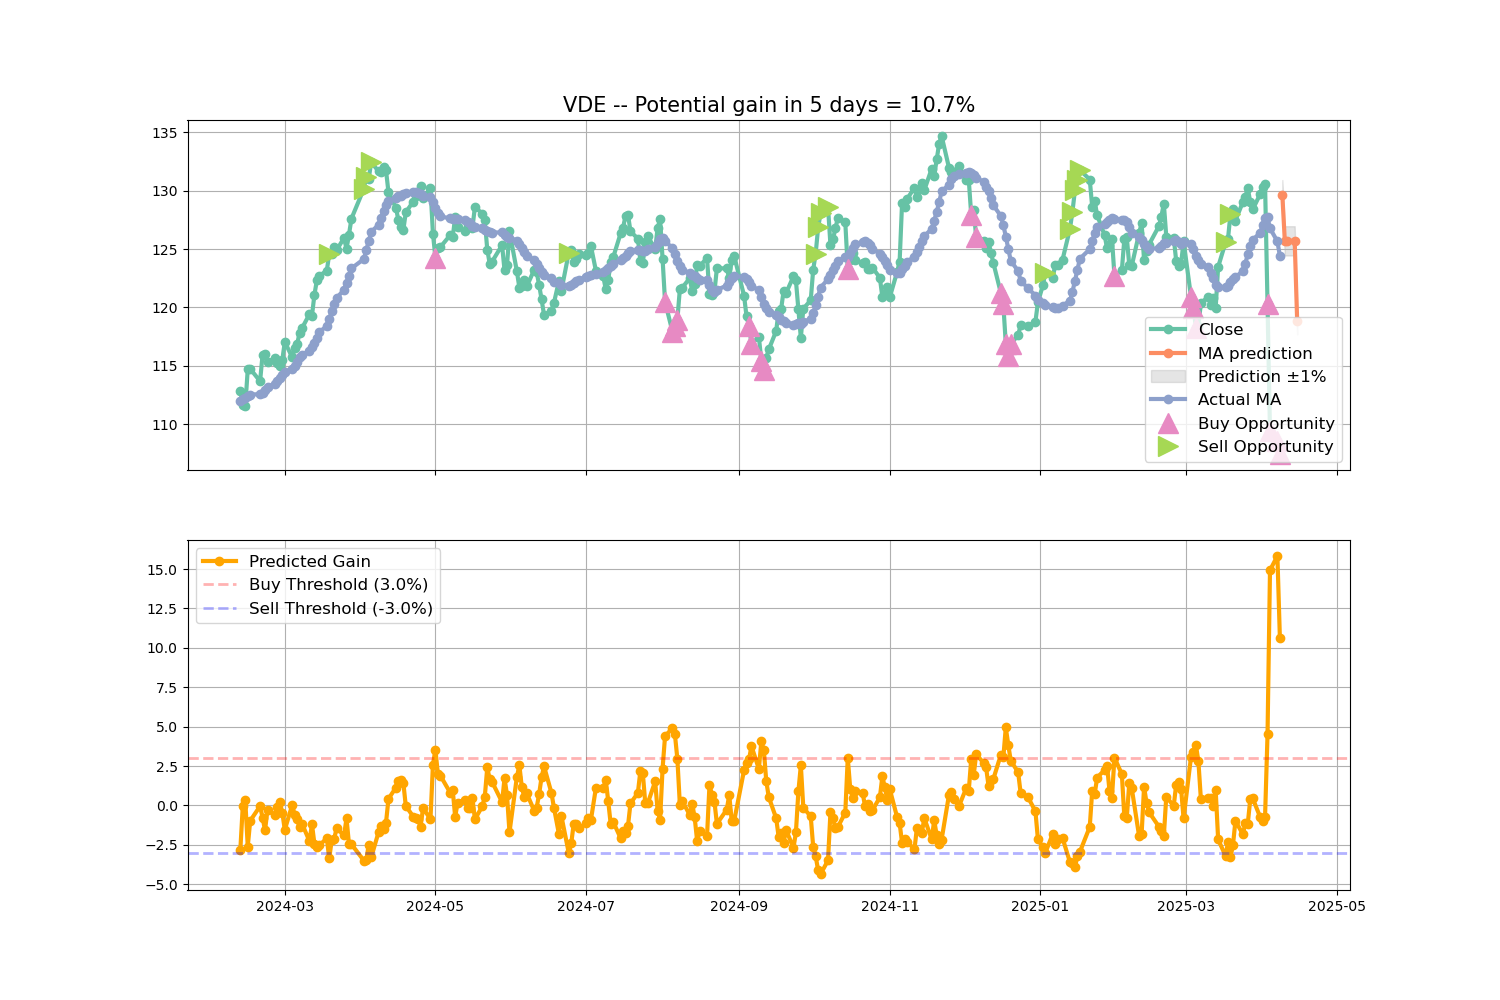 VDE -- Potential gain in 5 days = 10.7%
135
130
125
120
115
110
Close
MA prediction
Prediction ±1%
Actual MA
Buy Opportunity
Sell Opportunity
15.0
12.5
10.0
7.5
5.0
2.5
0.0
−2.5
−5.0
Predicted Gain
Buy Threshold (3.0%)
Sell Threshold (-3.0%)
2024-03
2024-05
2024-07
2024-09
2024-11
2025-01
2025-03
2025-05